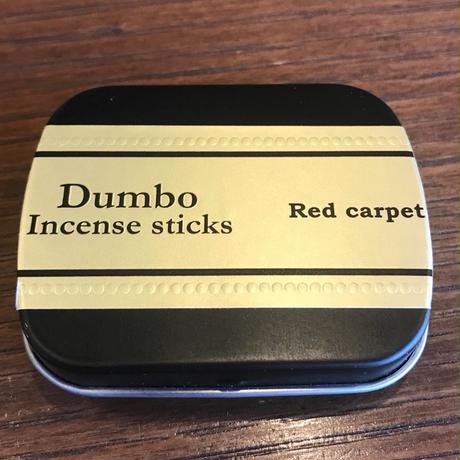 Dumbo
Incense sticks
Red carpet